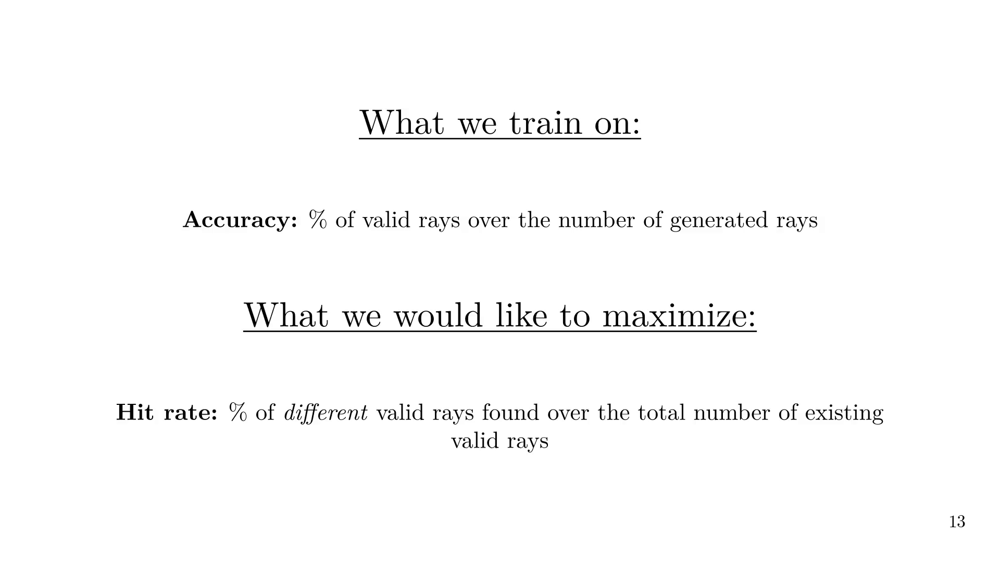 What we train on:
Accuracy: % of valid rays over the number of generated rays
What we would like to maximize:
Hit rate: % of different valid rays found over the total number of existing
valid rays
13